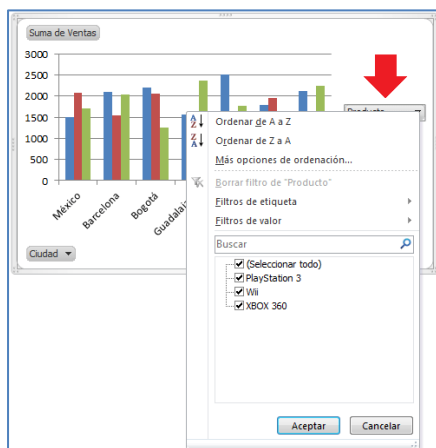 Suma de Ventas
3000
2500
2000
1500
1000
500
0
México
Barcelona
Bogotá
Ciudad
Producto
Ordenar de A a Z
Ordenar de Z a A
Más opciones de ordenación...
Borrar filtro de "Producto"
Filtros de etiqueta
Filtros de valor
Buscar
(Seleccionar todo)
PlayStation 3
Wii
XBOX 360
Aceptar
Cancelar